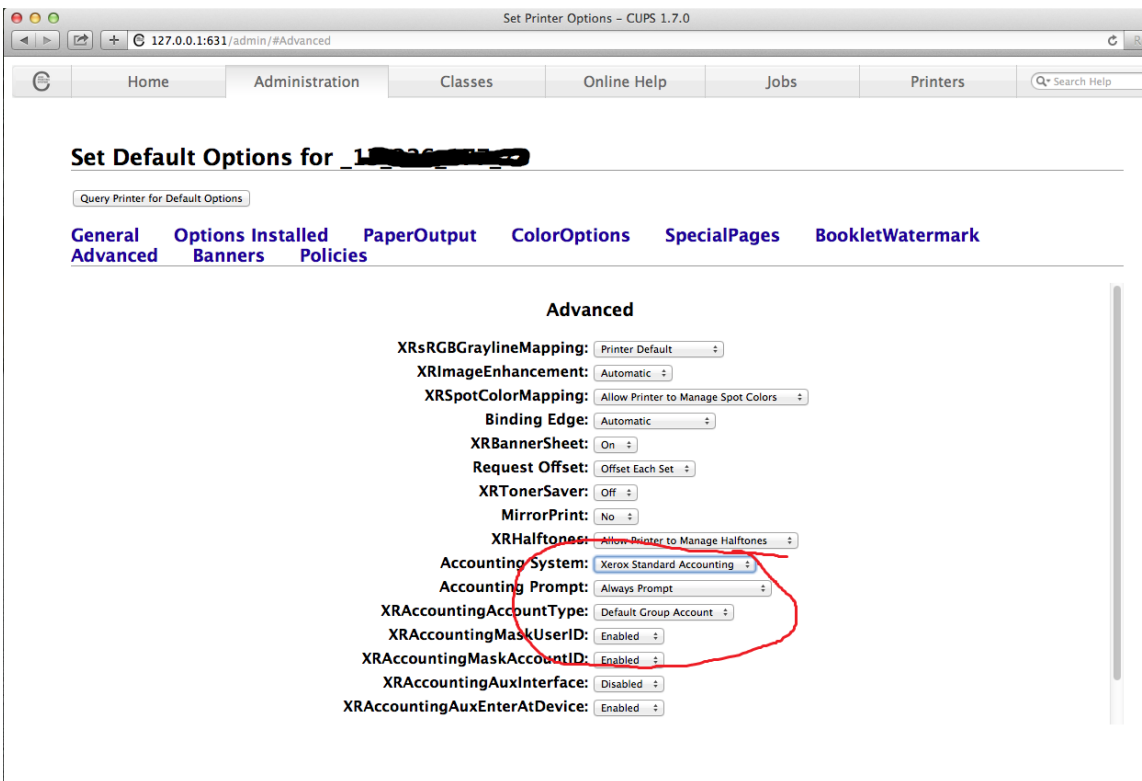 Set Printer Options - CUPS 1.7.0
127.0.0.1:631/admin/#Advanced
Home Administration Classes Online Help Jobs Printers Search Help
Set Default Options for
Query Printer for Default Options
General Options Installed PaperOutput ColorOptions SpecialPages BookletWatermark
Advanced Banners Policies
Advanced
XRsRGBGraylineMapping: Printer Default
XRImageEnhancement: Automatic
XRSpotColorMapping: Allow Printer to Manage Spot Colors
Binding Edge: Automatic
XRBannerSheet: On
Request Offset: Offset Each Set
XRTonerSaver: Off
MirrorPrint: No
XRHalftones: Allow Printer to Manage Halftones
Accounting System: Xerox Standard Accounting
Accounting Prompt: Always Prompt
XRAccountingAccountType: Default Group Account
XRAccountingMaskUserID: Enabled
XRAccountingMaskAccountID: Enabled
XRAccountingAuxInterface: Disabled
XRAccountingAuxEnterAtDevice: Enabled